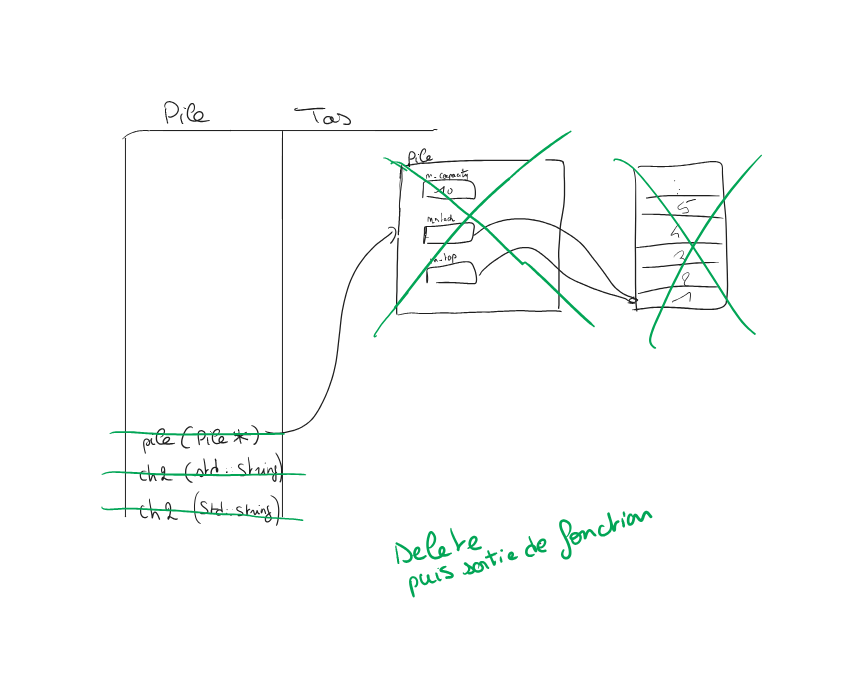 Pile
Tas
Pile
m_capacity
10
m_top
:
5
4
3
2
1
pile (Pile *)
ch2 (std::string)
ch2 (Std::string)
Delete
puis sortie de fonction